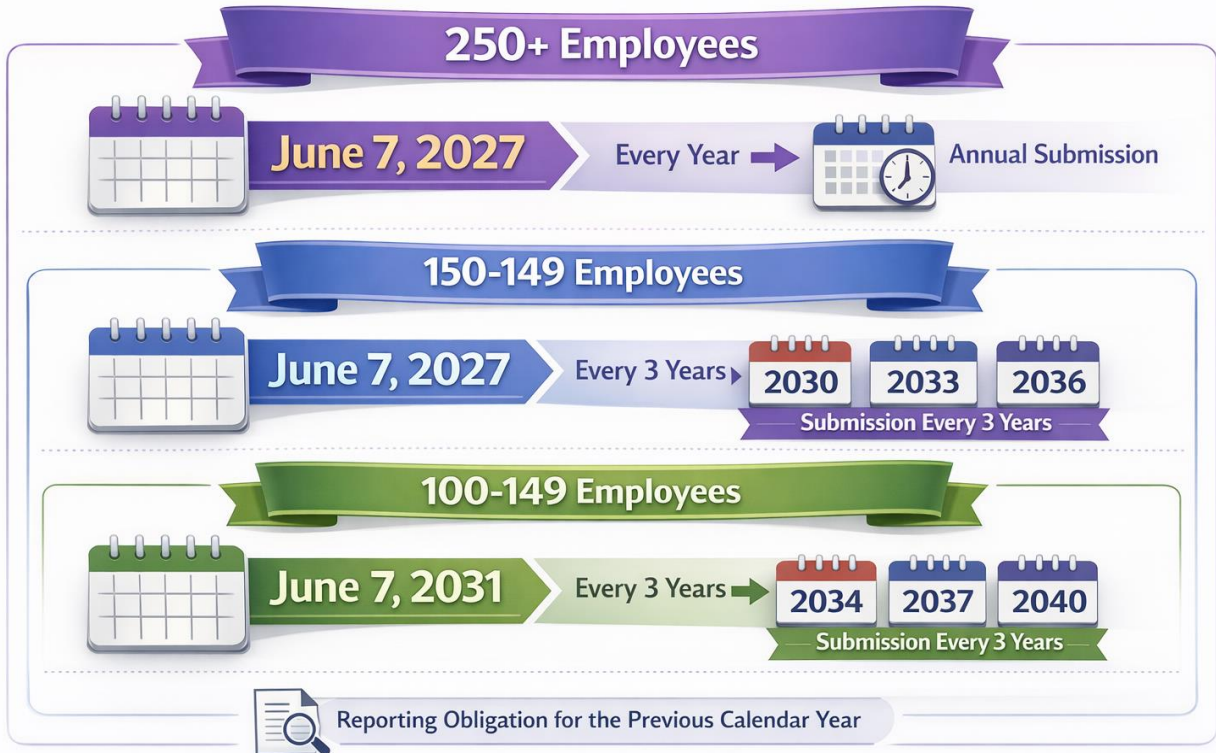 250+ Employees
June 7, 2027
Every Year
Annual Submission
150-149 Employees
June 7, 2027
Every 3 Years
2030
2033
2036
Submission Every 3 Years
100-149 Employees
June 7, 2031
Every 3 Years
2034
2037
2040
Submission Every 3 Years
Reporting Obligation for the Previous Calendar Year